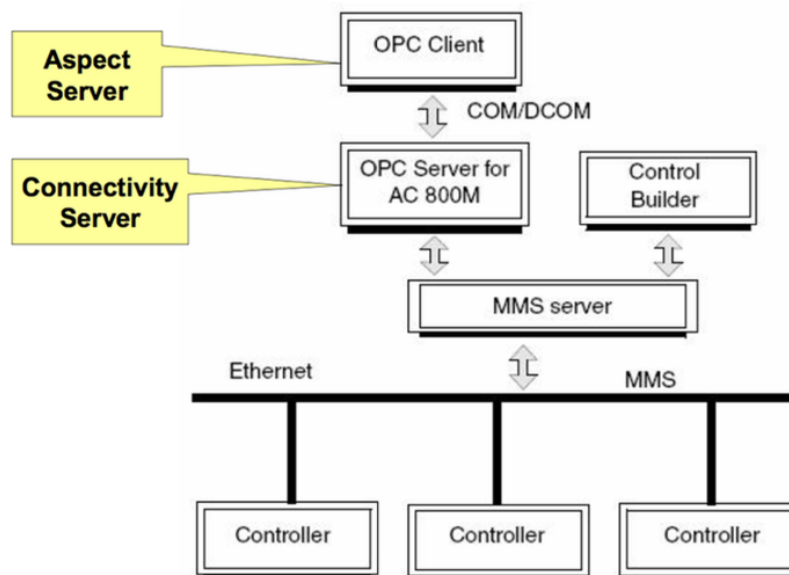 Aspect
Server
OPC Client
COM/DCOM
Connectivity
Server
OPC Server for
AC 800M
Control
Builder
MMS server
Ethernet
MMS
Controller
Controller
Controller